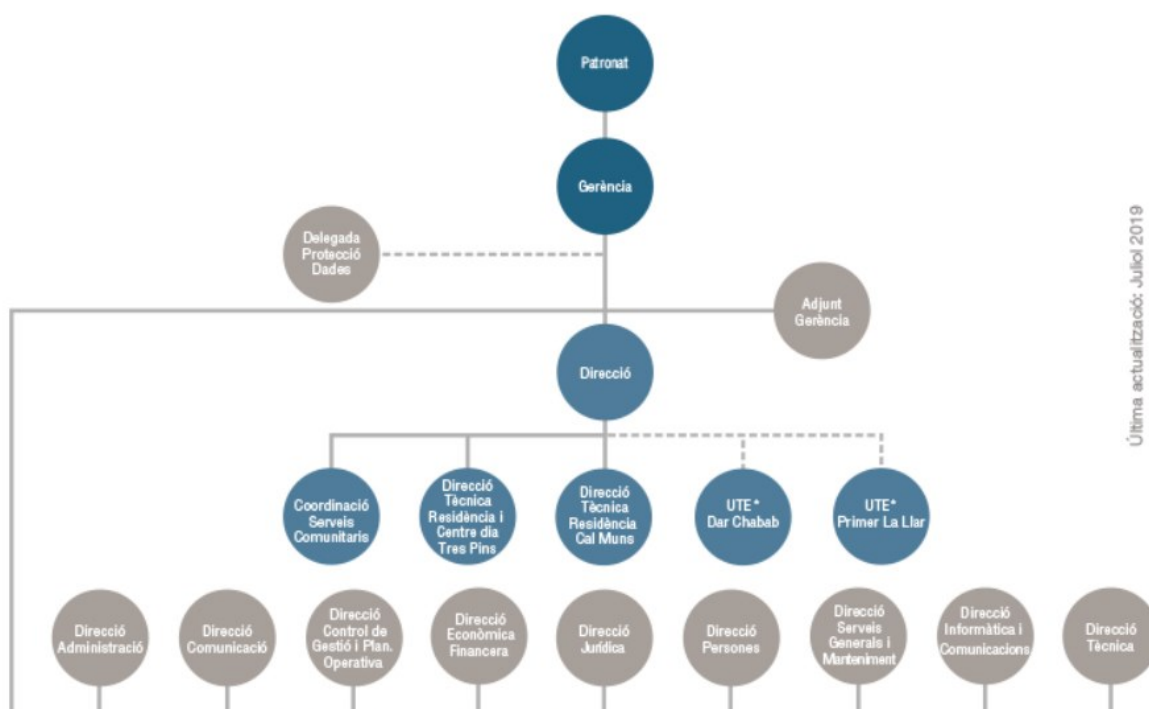 Patronat
Gerència
Delegada
Protecció
Dades
Adjunt
Gerència
Última actualització: Juliol 2019
Direcció
Coordinació
Serveis
Comunitaris
Direcció
Tècnica
Residència i
Centre dia
Tres Pins
Direcció
Tècnica
Residència
Cal Muns
UTE*
Dar Chabab
UTE*
Primer La Llar
Direcció
Administració
Direcció
Comunicació
Direcció
Control de
Gestió i Plan.
Operativa
Direcció
Econòmica
Financera
Direcció
Jurídica
Direcció
Persones
Direcció
Serveis
Generals i
Manteniment
Direcció
Informàtica i
Comunicacions
Direcció
Tècnica